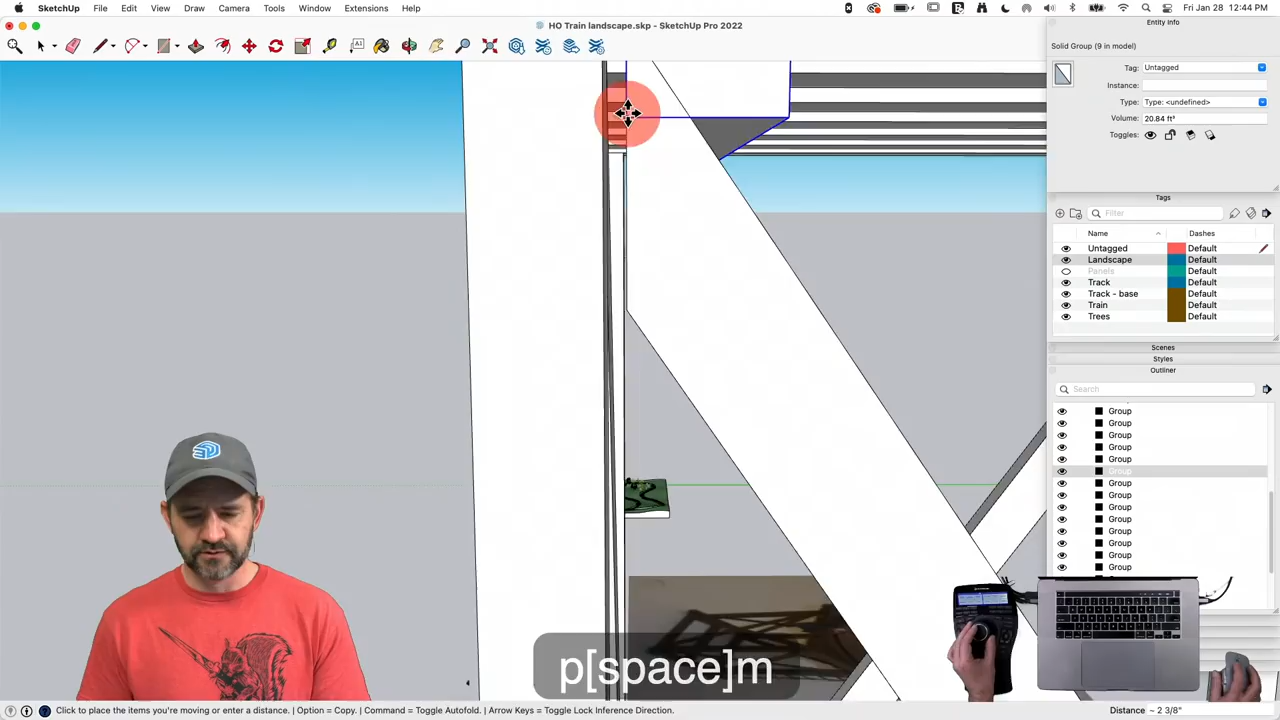 SketchUp File Edit View Draw Camera Tools Window Extensions Help
Fri Jan 28 12:44 PM
HO Train landscape.skp - SketchUp Pro 2022
Entity Info
Solid Group (9 in model)
Tag: Untagged
Instance:
Type: Type: <undefined>
Volume: 20.84 ft³
Toggles:
Tags
Filter
Name Dashes
Untagged Default
Landscape Default
Panels Default
Track Default
Track - base Default
Train Default
Trees Default
Scenes
Styles
Outliner
Search
Group
Group
Group
Group
Group
Group
Group
Group
Group
Group
Group
Group
Group
Group
p[space]m
Click to place the items you're moving or enter a distance. | Option = Copy. | Command = Toggle Autofold. | Arrow Keys = Toggle Lock Inference Direction.
Distance ~ 2 3/8"